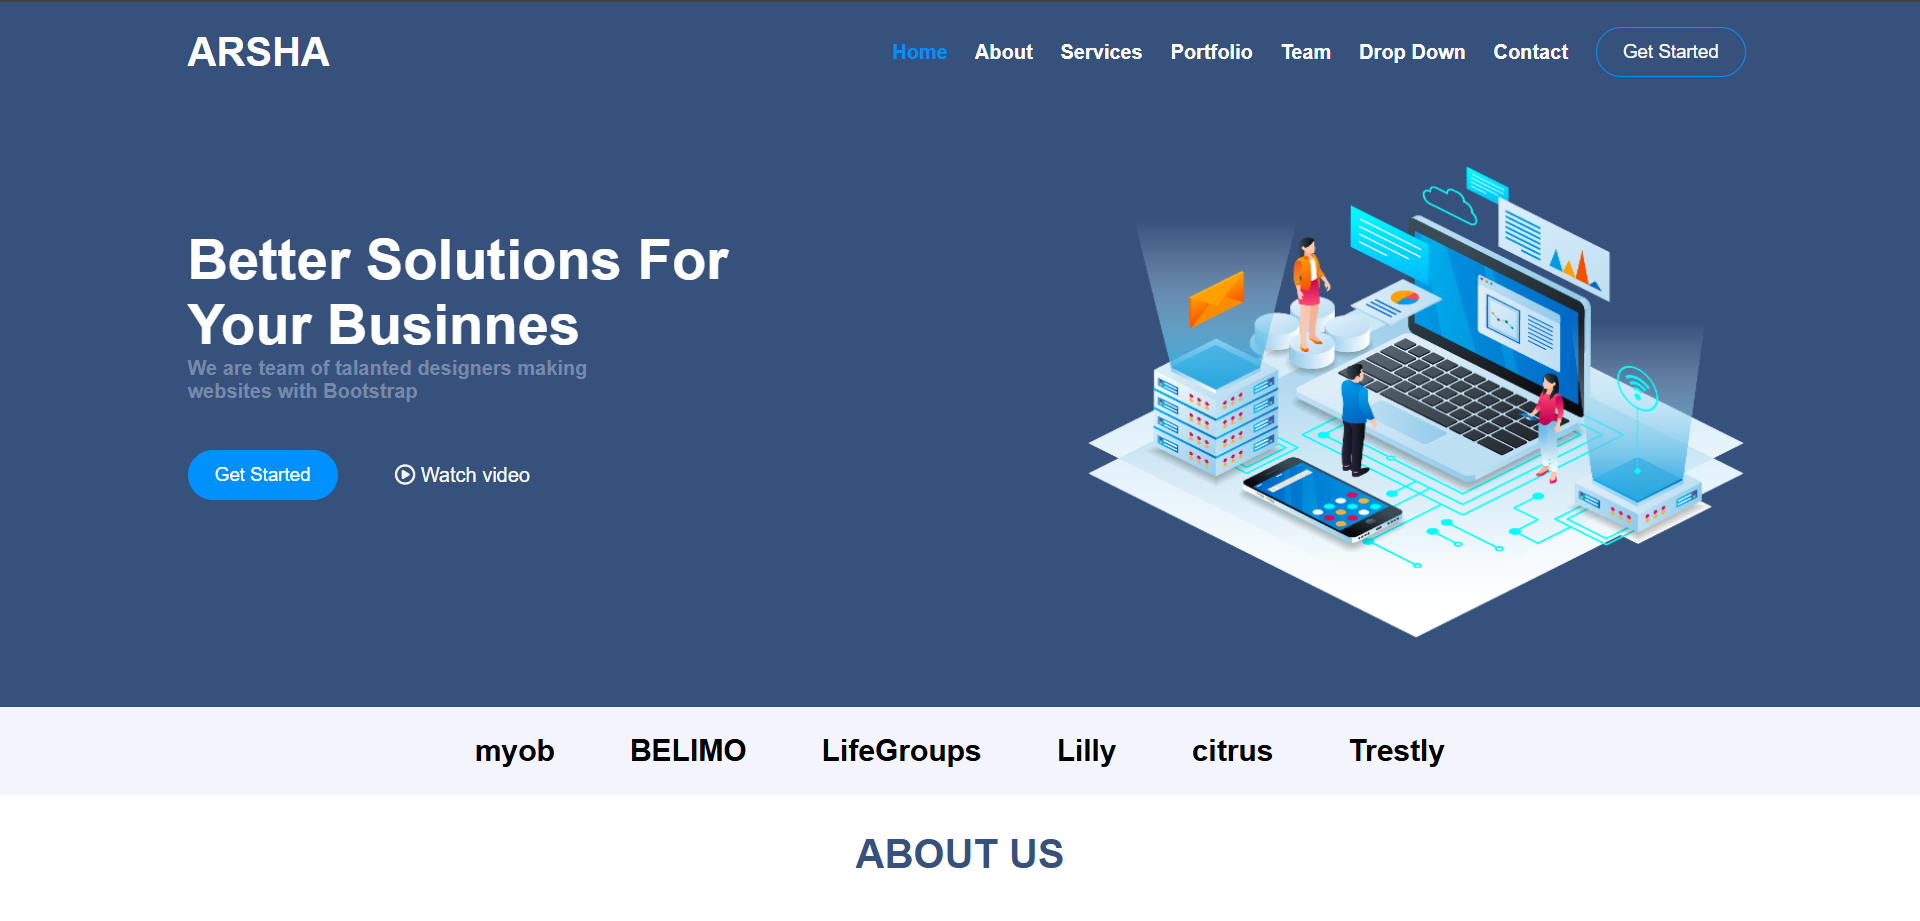 ARSHA
Home About Services Portfolio Team Drop Down Contact Get Started
Better Solutions For
Your Businnes
We are team of talanted designers making
websites with Bootstrap
Get Started Watch video
myob BELIMO LifeGroups Lilly citrus Trestly
ABOUT US